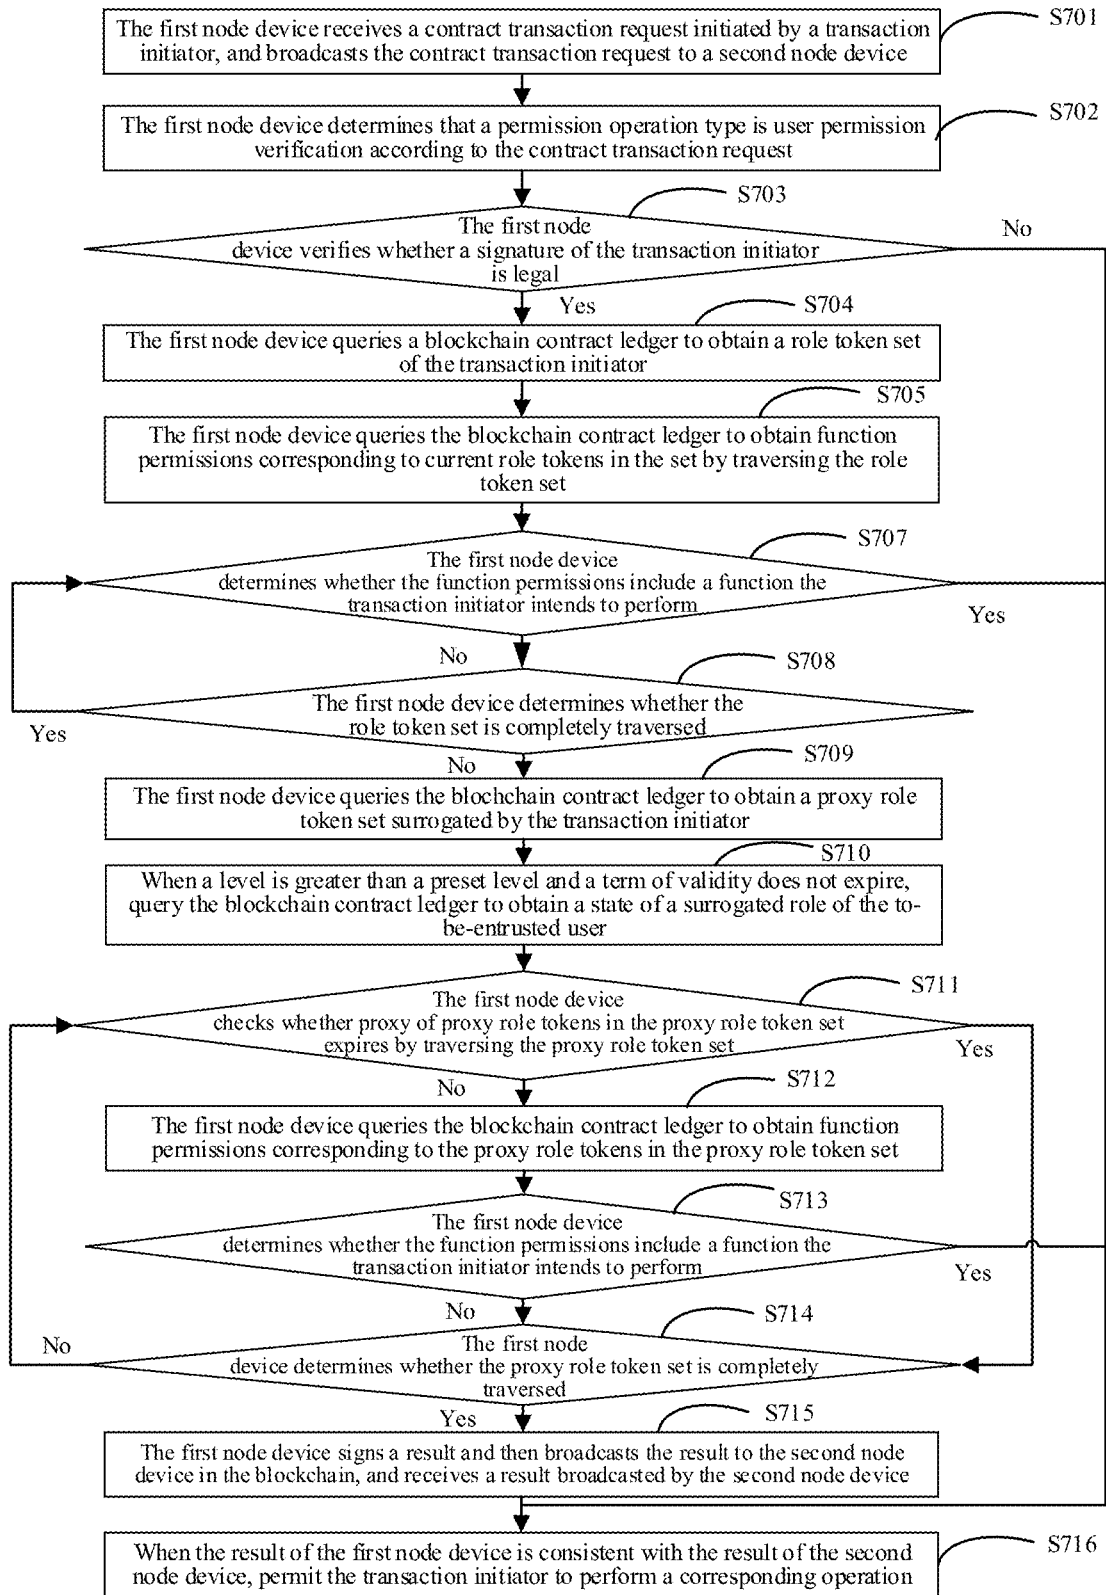 S701
The first node device receives a contract transaction request initiated by a transaction
initiator, and broadcasts the contract transaction request to a second node device
S702
The first node device determines that a permission operation type is user permission
verification according to the contract transaction request
S703
The first node
device verifies whether a signature of the transaction initiator
is legal
No
Yes
S704
The first node device queries a blockchain contract ledger to obtain a role token set
of the transaction initiator
S705
The first node device queries the blockchain contract ledger to obtain function
permissions corresponding to current role tokens in the set by traversing the role
token set
S707
The first node device
determines whether the function permissions include a function the
transaction initiator intends to perform
Yes
No
S708
The first node device determines whether the
role token set is completely traversed
Yes
No
S709
The first node device queries the blochchain contract ledger to obtain a proxy role
token set surrogated by the transaction initiator
S710
When a level is greater than a preset level and a term of validity does not expire,
query the blockchain contract ledger to obtain a state of a surrogated role of the to-
be-entrusted user
S711
The first node device
checks whether proxy of proxy role tokens in the proxy role token set
expires by traversing the proxy role token set
Yes
No
S712
The first node device queries the blockchain contract ledger to obtain function
permissions corresponding to the proxy role tokens in the proxy role token set
S713
The first node device
determines whether the function permissions include a function the
transaction initiator intends to perform
Yes
No
S714
The first node
device determines whether the proxy role token set is completely
traversed
No
Yes
S715
The first node device signs a result and then broadcasts the result to the second node
device in the blockchain, and receives a result broadcasted by the second node device
S716
When the result of the first node device is consistent with the result of the second
node device, permit the transaction initiator to perform a corresponding operation